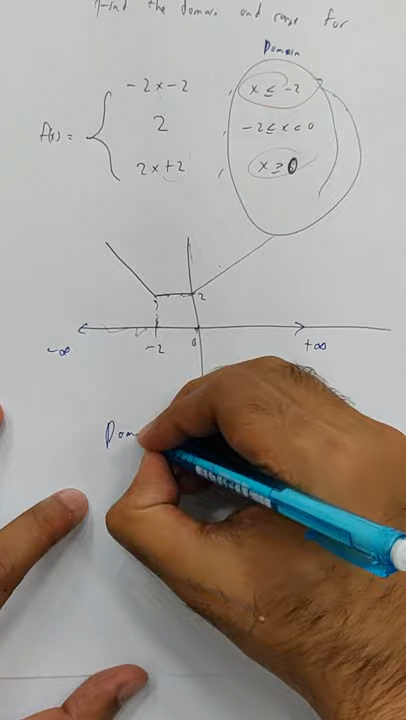 Find the domain and range for
Domain
-2x-2 , x ≤ -2
f(x) = { 2 -2 ≤ x < 0
2x+2 , x ≥ 0
2
-∞ -2 0 +∞
Dom